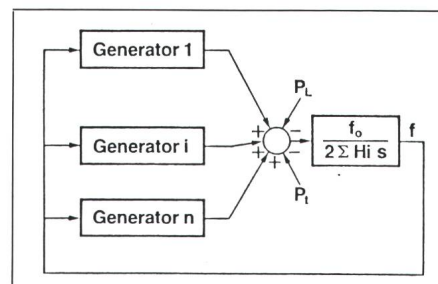 Generator 1
P_L
+ −
Generator i
+ −
f_o
f
2 Σ Hi s
+ +
Generator n
P_t